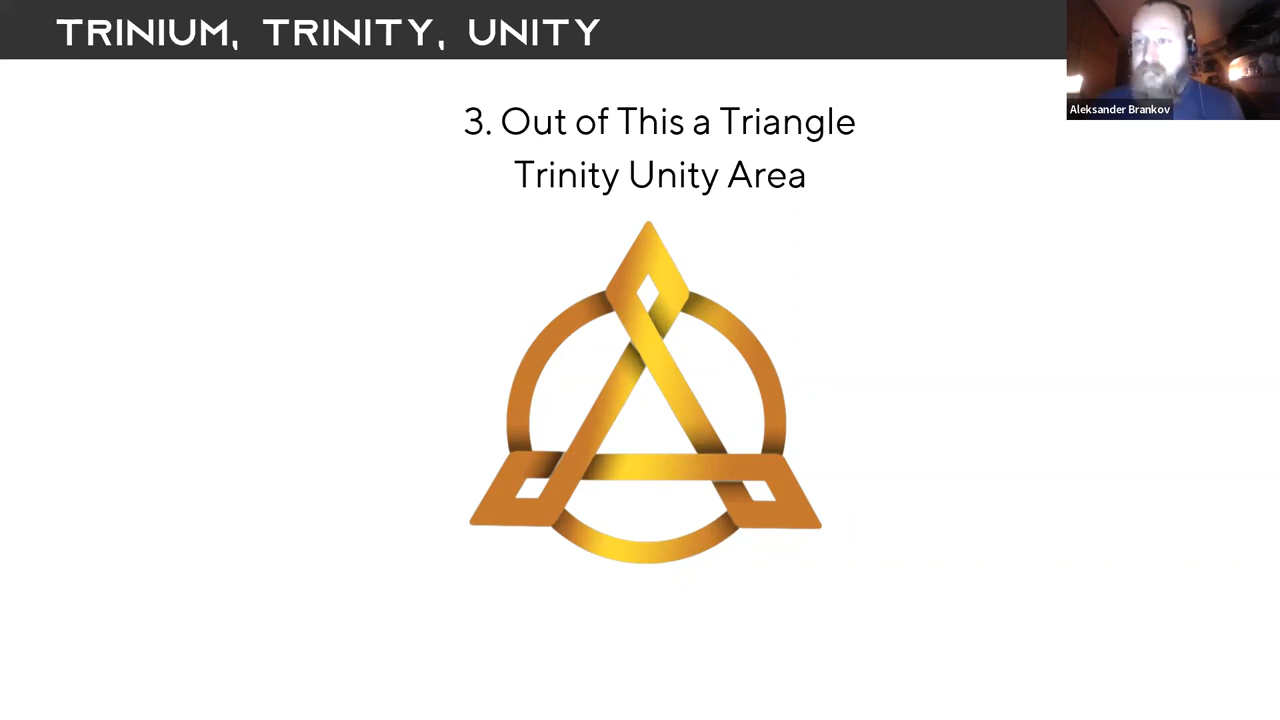 TRINIUM, TRINITY, UNITY
Aleksander Brankov
3. Out of This a Triangle
Trinity Unity Area